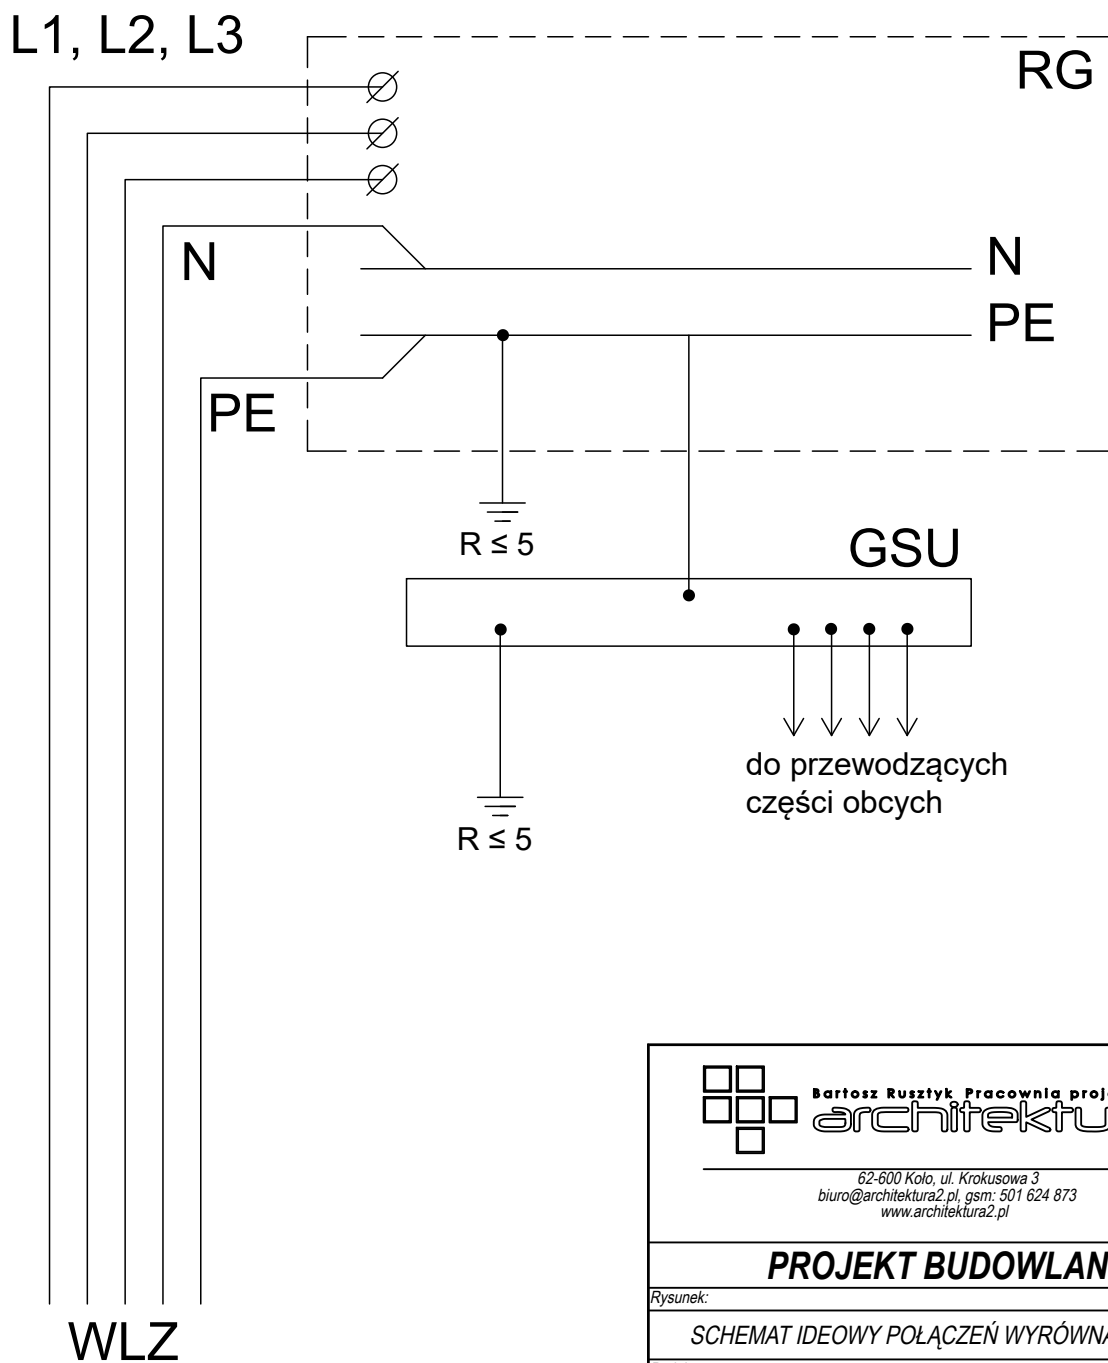 L1, L2, L3
RG
N
N
PE
PE
R ≤ 5
GSU
do przewodzących
części obcych
R ≤ 5
WLZ
Bartosz Rusztyk Pracownia proj
architektu
62-600 Koło, ul. Krokusowa 3
biuro@architektura2.pl, gsm: 501 624 873
www.architektura2.pl
PROJEKT BUDOWLAN
Rysunek:
SCHEMAT IDEOWY POŁĄCZEŃ WYRÓWNA